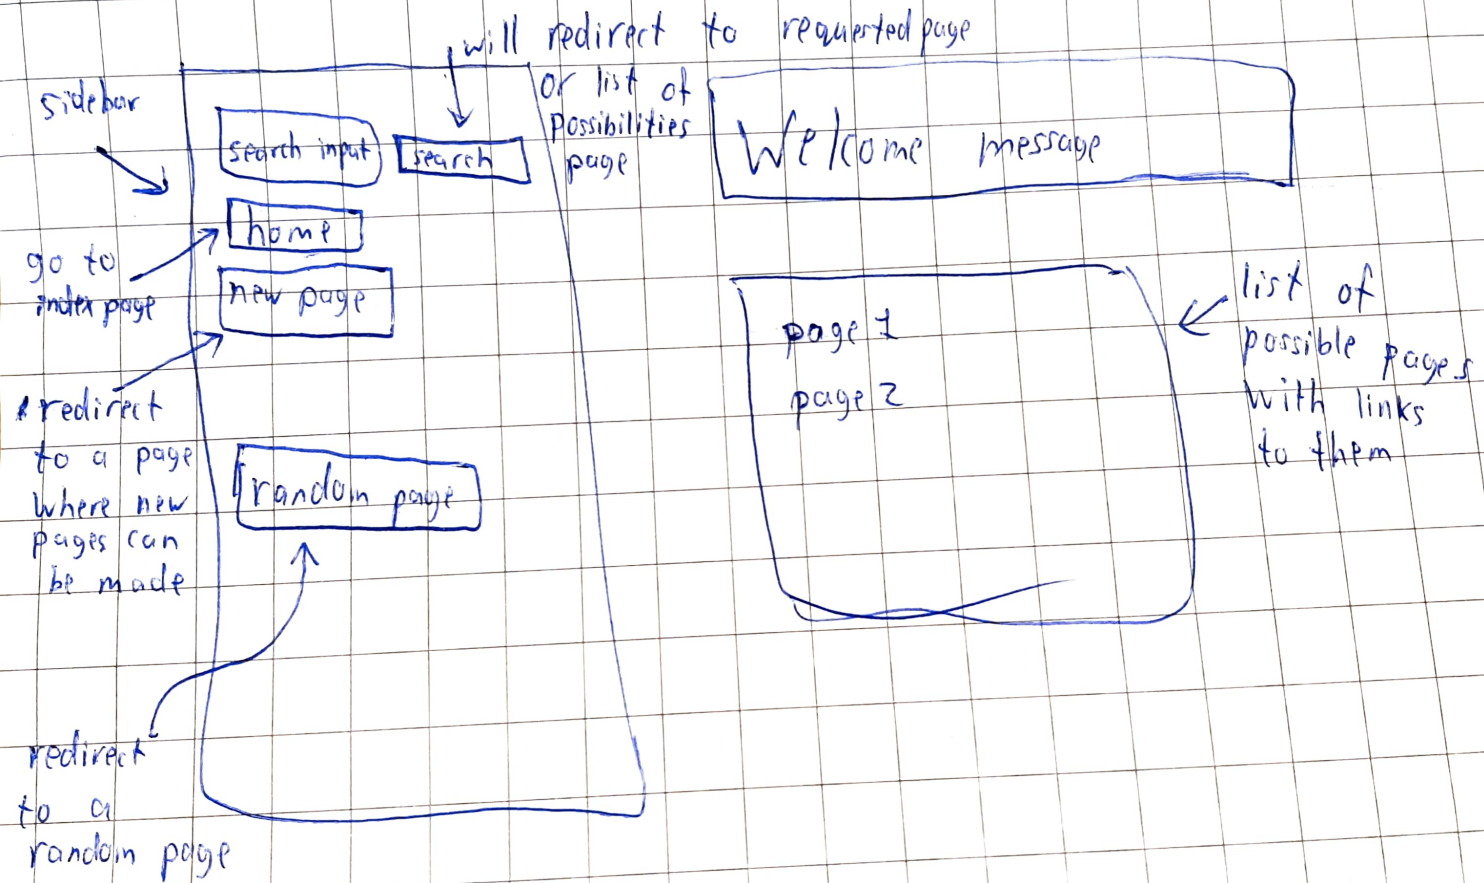 will redirect to requested page
or list of
possibilities
page
sidebar
search input
search
home
go to
index page
new page
redirect
to a page
where new
pages can
be made
random page
redirect
to a
random page
Welcome message
page 1
page 2
list of
possible pages
with links
to them